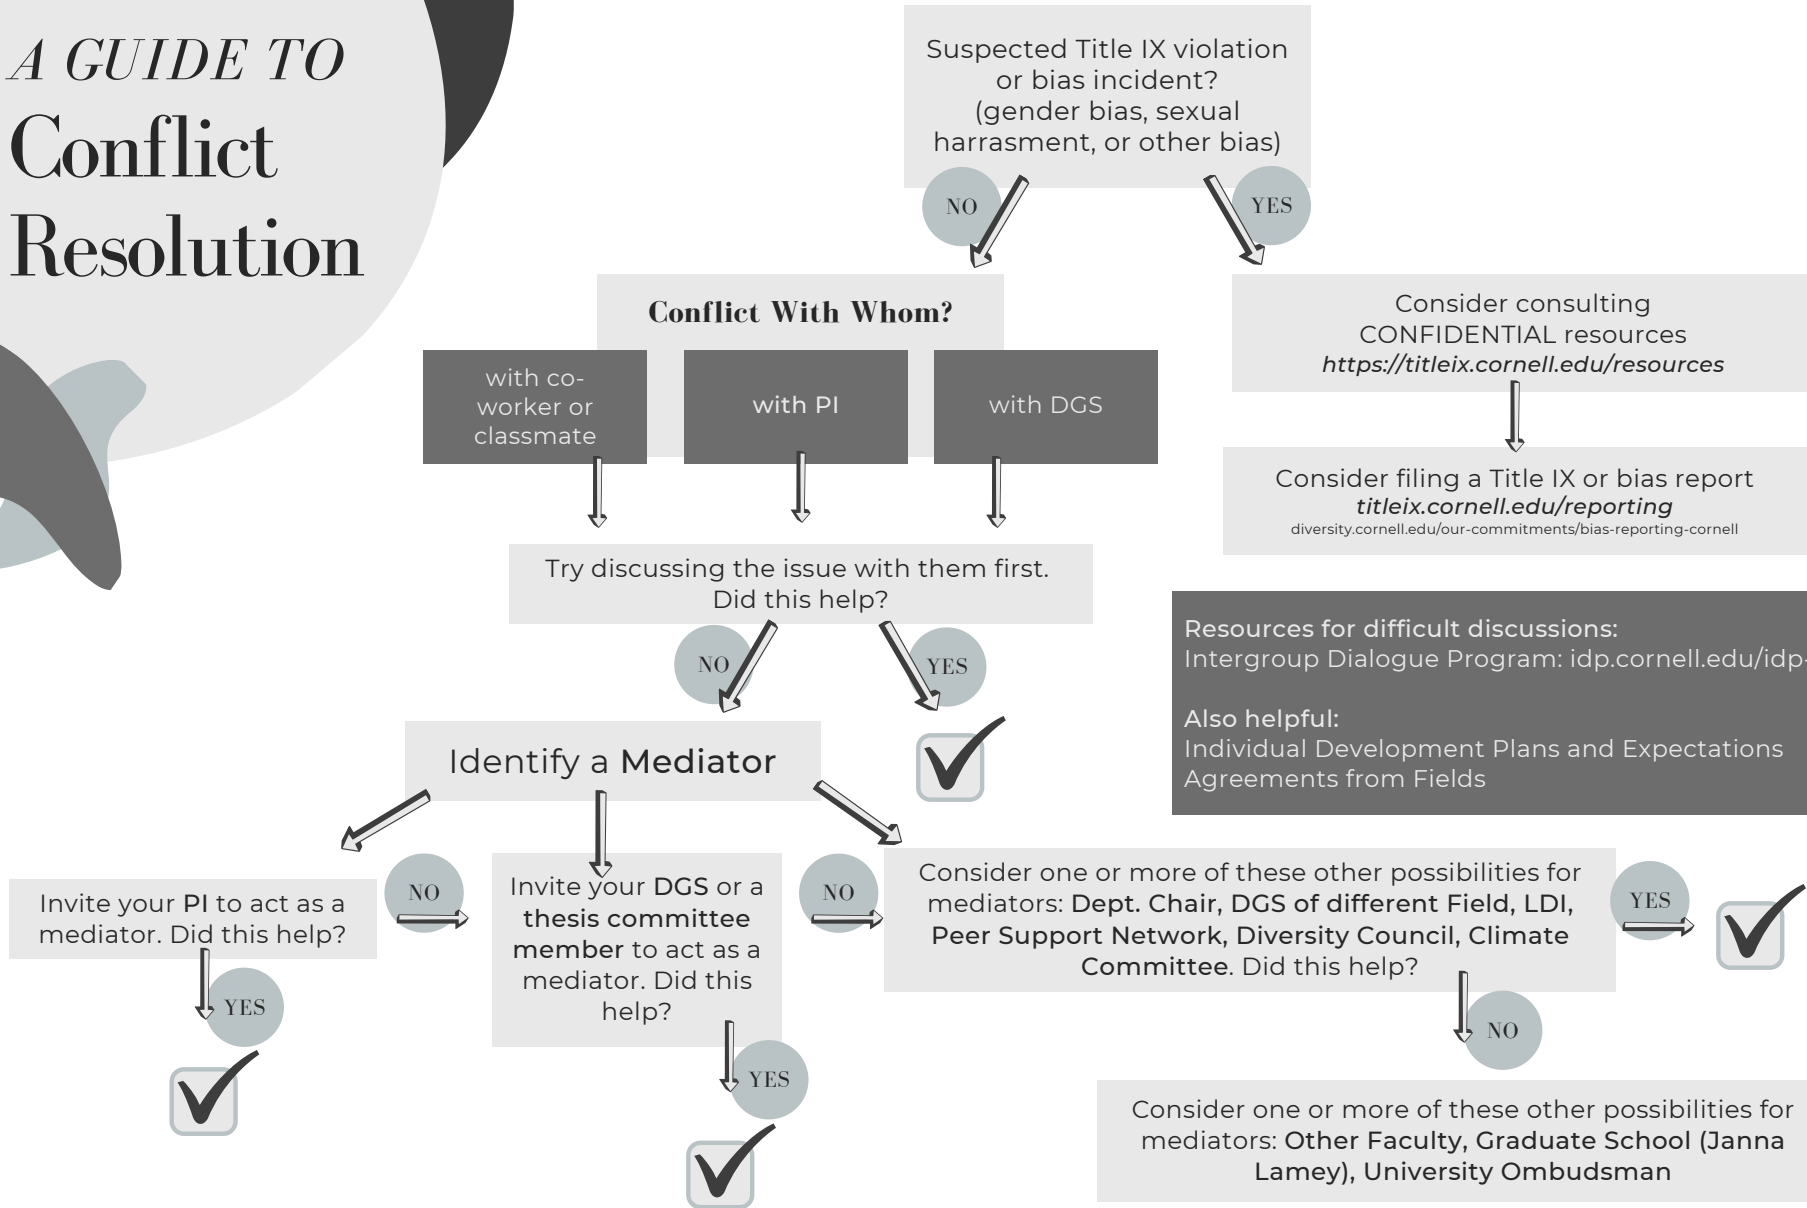 A GUIDE TO
Conflict
Resolution
Suspected Title IX violation
or bias incident?
(gender bias, sexual
harrasment, or other bias)
NO
YES
Conflict With Whom?
with co-
worker or
classmate
with PI
with DGS
Consider consulting
CONFIDENTIAL resources
https://titleix.cornell.edu/resources
Consider filing a Title IX or bias report
titleix.cornell.edu/reporting
diversity.cornell.edu/our-commitments/bias-reporting-cornell
Try discussing the issue with them first.
Did this help?
NO
YES
Resources for difficult discussions:
Intergroup Dialogue Program: idp.cornell.edu/idp-
Also helpful:
Individual Development Plans and Expectations
Agreements from Fields
Identify a Mediator
Invite your PI to act as a
mediator. Did this help?
NO
YES
Invite your DGS or a
thesis committee
member to act as a
mediator. Did this
help?
NO
YES
Consider one or more of these other possibilities for
mediators: Dept. Chair, DGS of different Field, LDI,
Peer Support Network, Diversity Council, Climate
Committee. Did this help?
YES
NO
Consider one or more of these other possibilities for
mediators: Other Faculty, Graduate School (Janna
Lamey), University Ombudsman